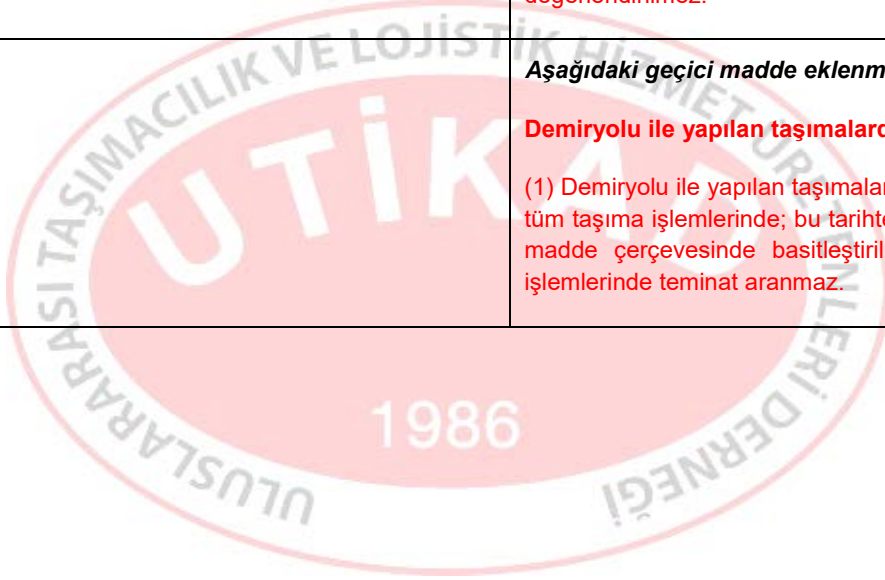 değerlendirilmez.
Aşağıdaki geçici madde eklenm
Demiryolu ile yapılan taşımalard
(1) Demiryolu ile yapılan taşımalar
tüm taşıma işlemlerinde; bu tarihte
madde çerçevesinde basitleştiril
işlemlerinde teminat aranmaz.
ULUSLARARASI TAŞIMACILIK VE LOJİSTİK HİZMET ÜRETENLERİ DERNEĞİ
UTİKAD
1986